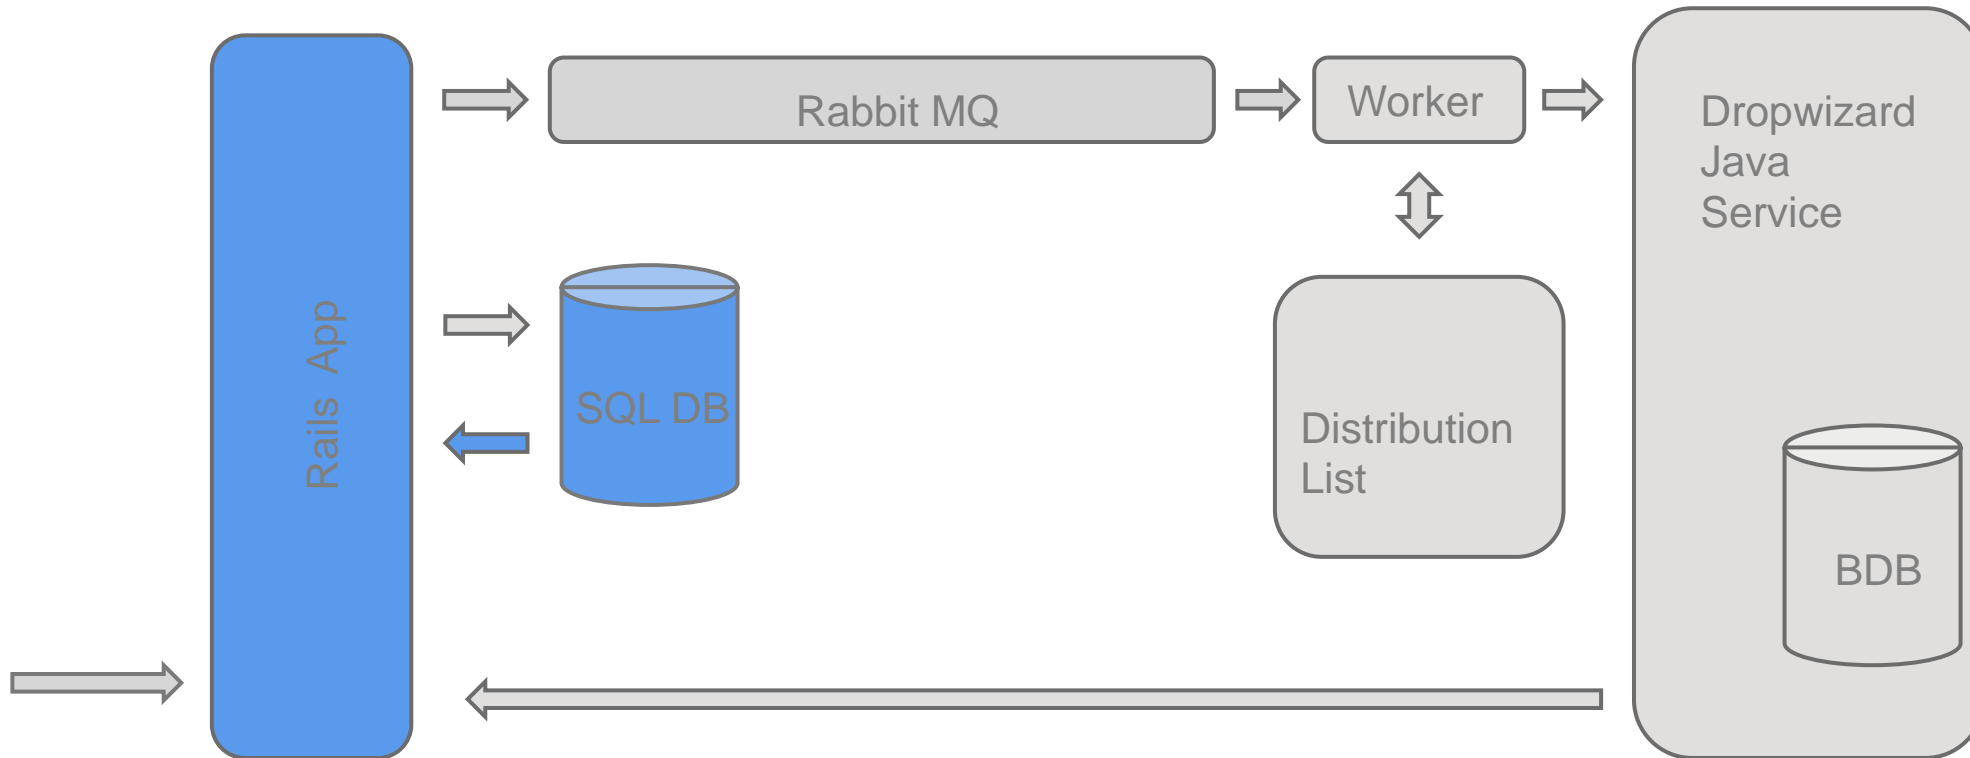 Rabbit MQ
Worker
Dropwizard
Java
Service
Rails App
SQL DB
Distribution
List
BDB